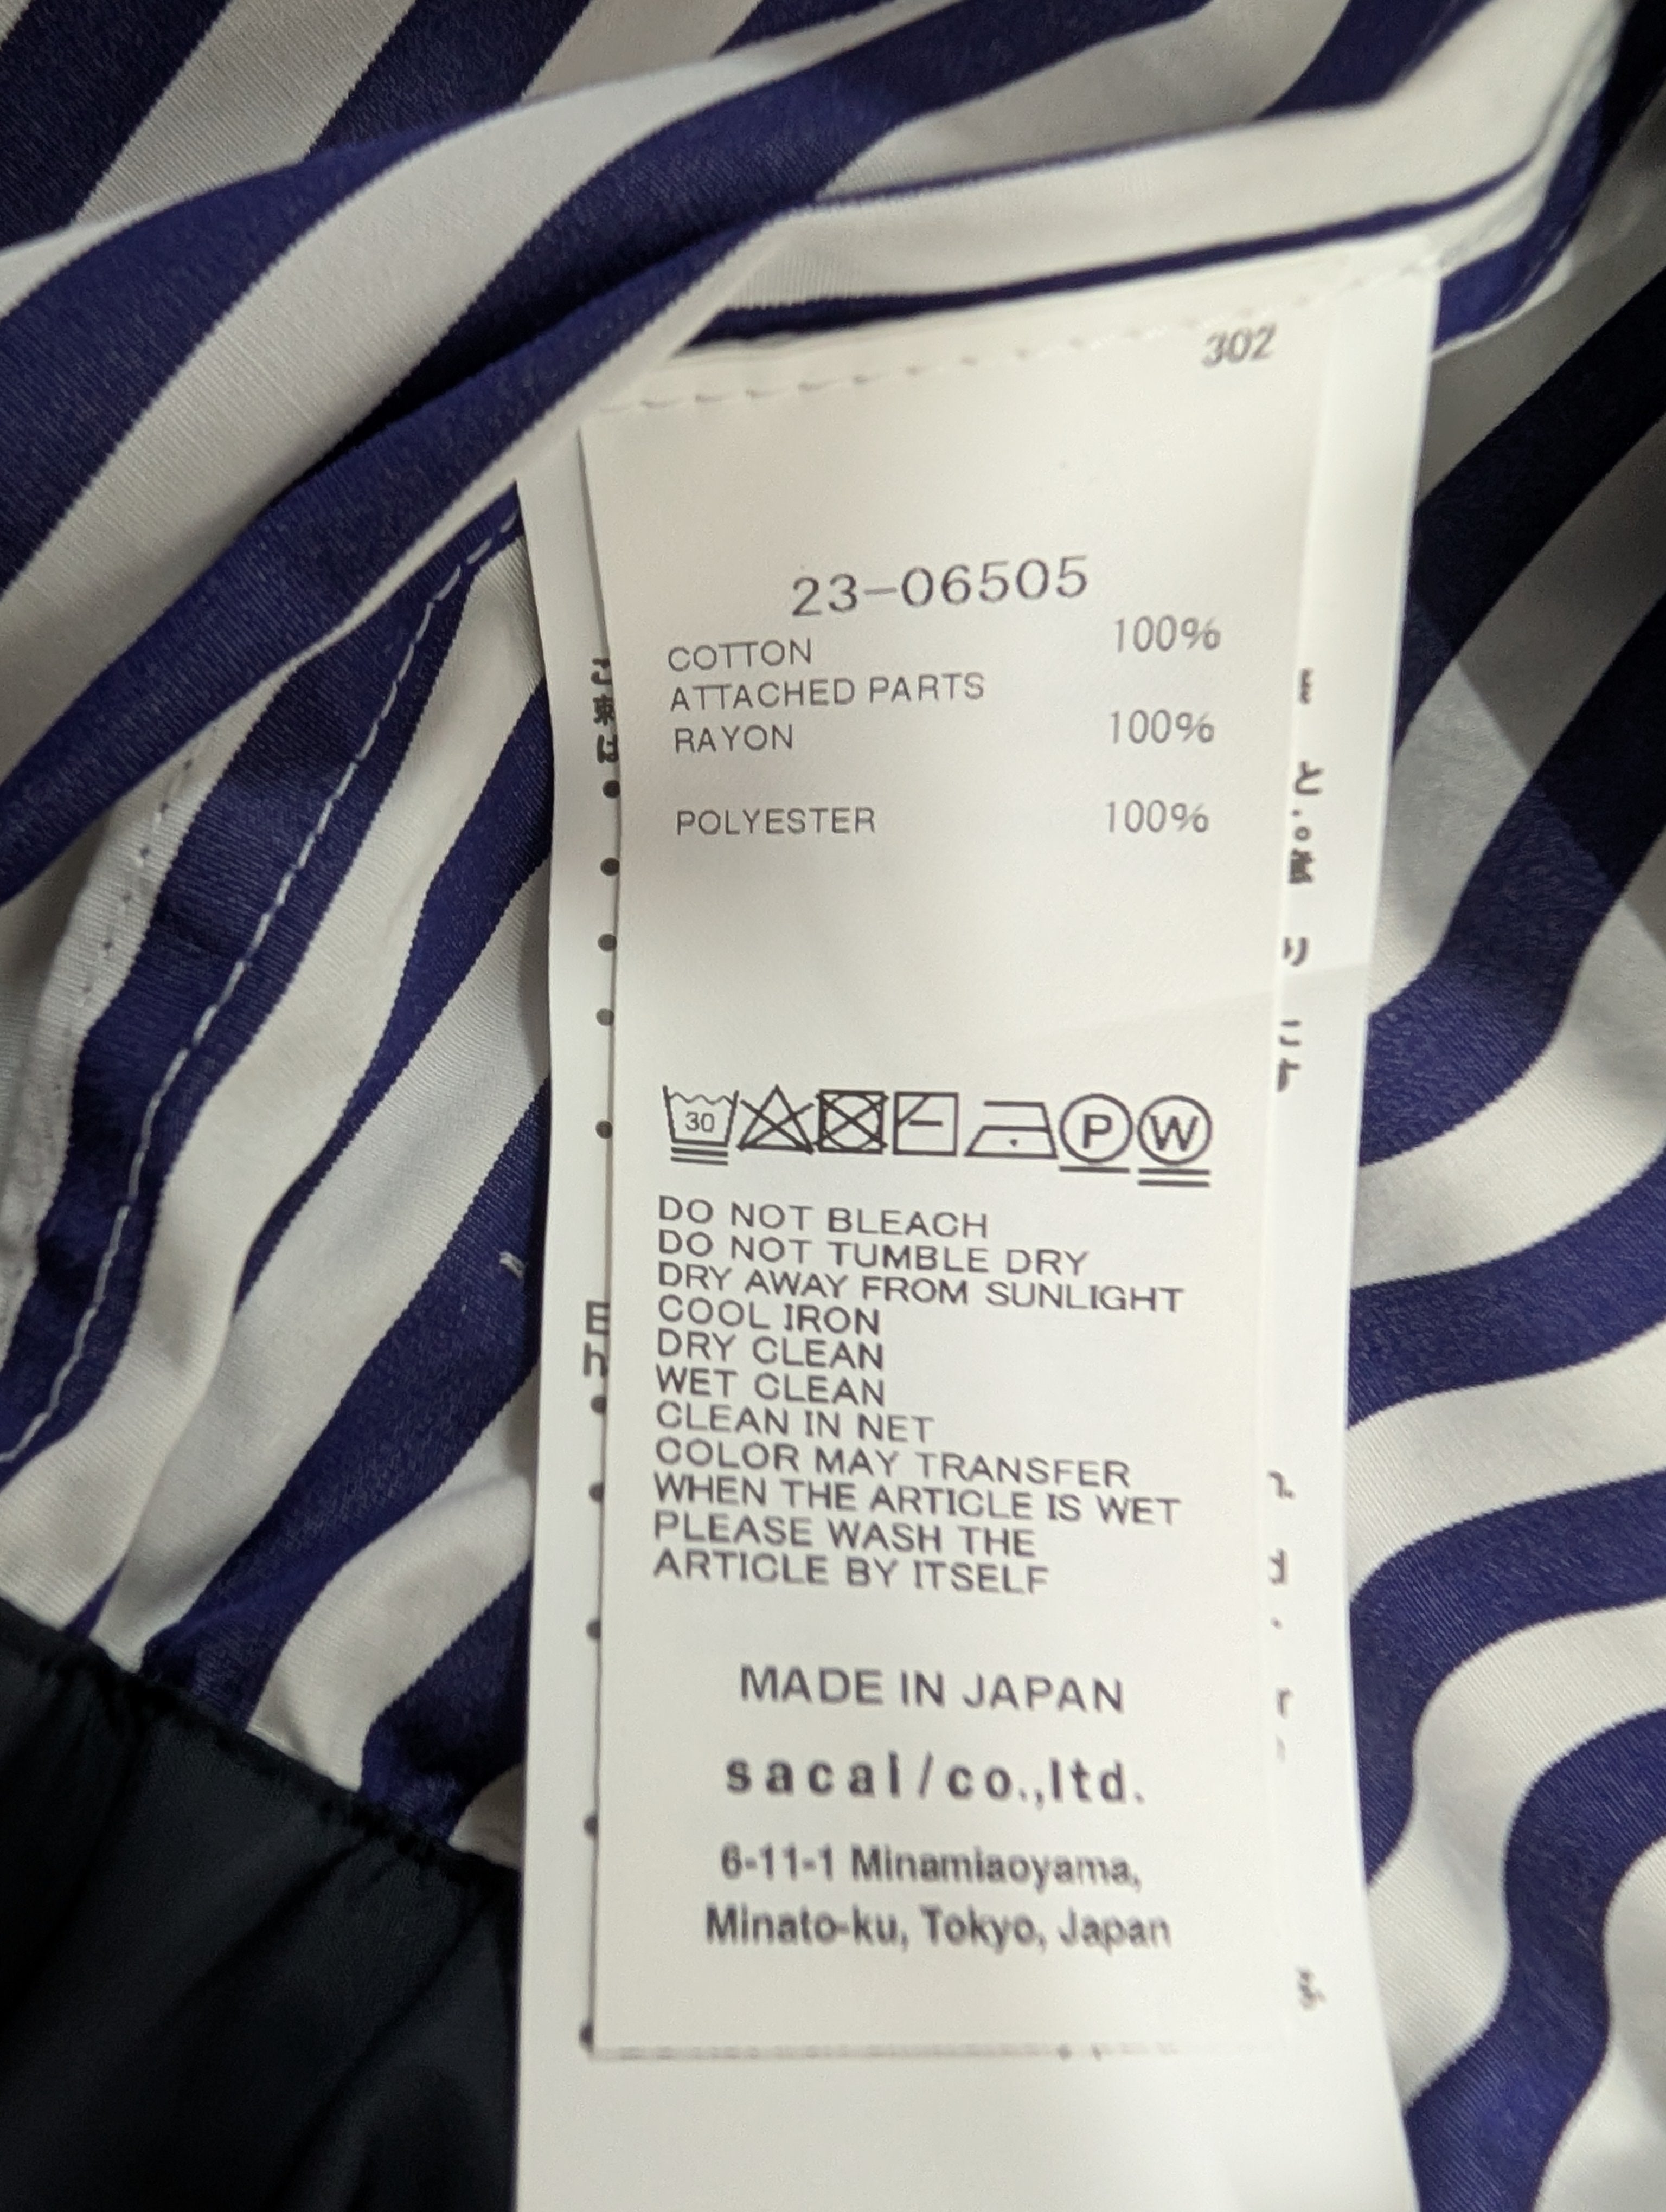 302
23-06505
COTTON 100%
ATTACHED PARTS
RAYON 100%
POLYESTER 100%
30
P W
DO NOT BLEACH
DO NOT TUMBLE DRY
DRY AWAY FROM SUNLIGHT
COOL IRON
DRY CLEAN
WET CLEAN
CLEAN IN NET
COLOR MAY TRANSFER
WHEN THE ARTICLE IS WET
PLEASE WASH THE
ARTICLE BY ITSELF
MADE IN JAPAN
sacai/co.,ltd.
6-11-1 Minamiaoyama,
Minato-ku, Tokyo, Japan